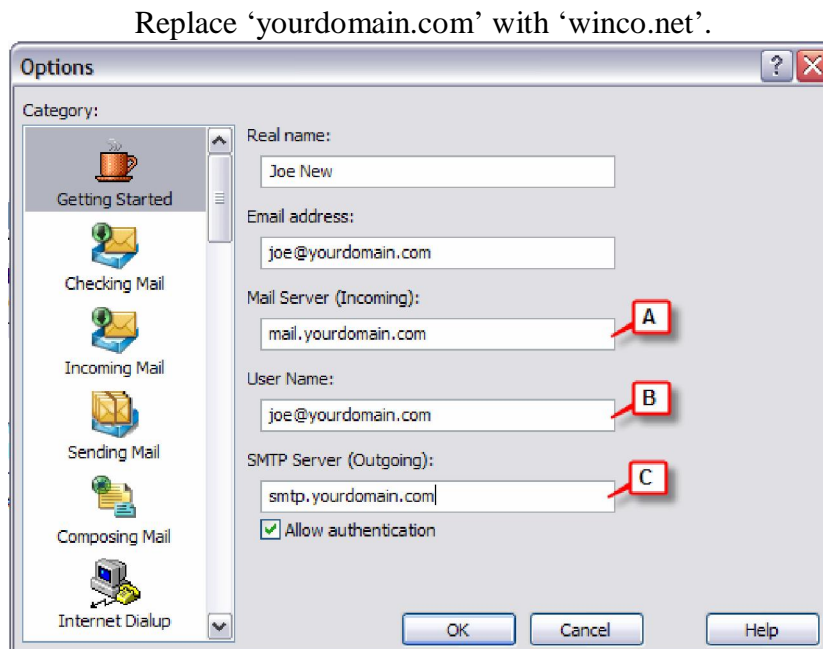 Replace ‘yourdomain.com’ with ‘winco.net’.
Options
Category:
Getting Started
Checking Mail
Incoming Mail
Sending Mail
Composing Mail
Internet Dialup
Real name:
Joe New
Email address:
joe@yourdomain.com
Mail Server (Incoming):
mail.yourdomain.com
A
User Name:
joe@yourdomain.com
B
SMTP Server (Outgoing):
smtp.yourdomain.com
C
Allow authentication
OK
Cancel
Help